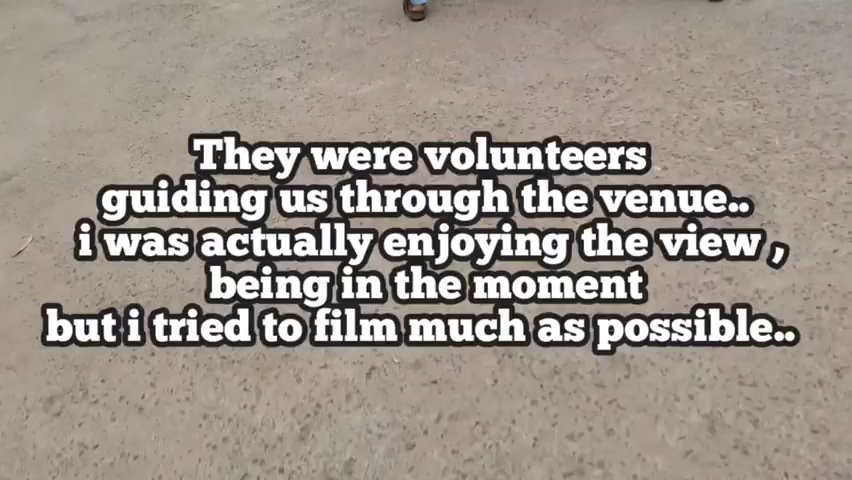 They were volunteers
guiding us through the venue..
i was actually enjoying the view ,
being in the moment
but i tried to film much as possible..